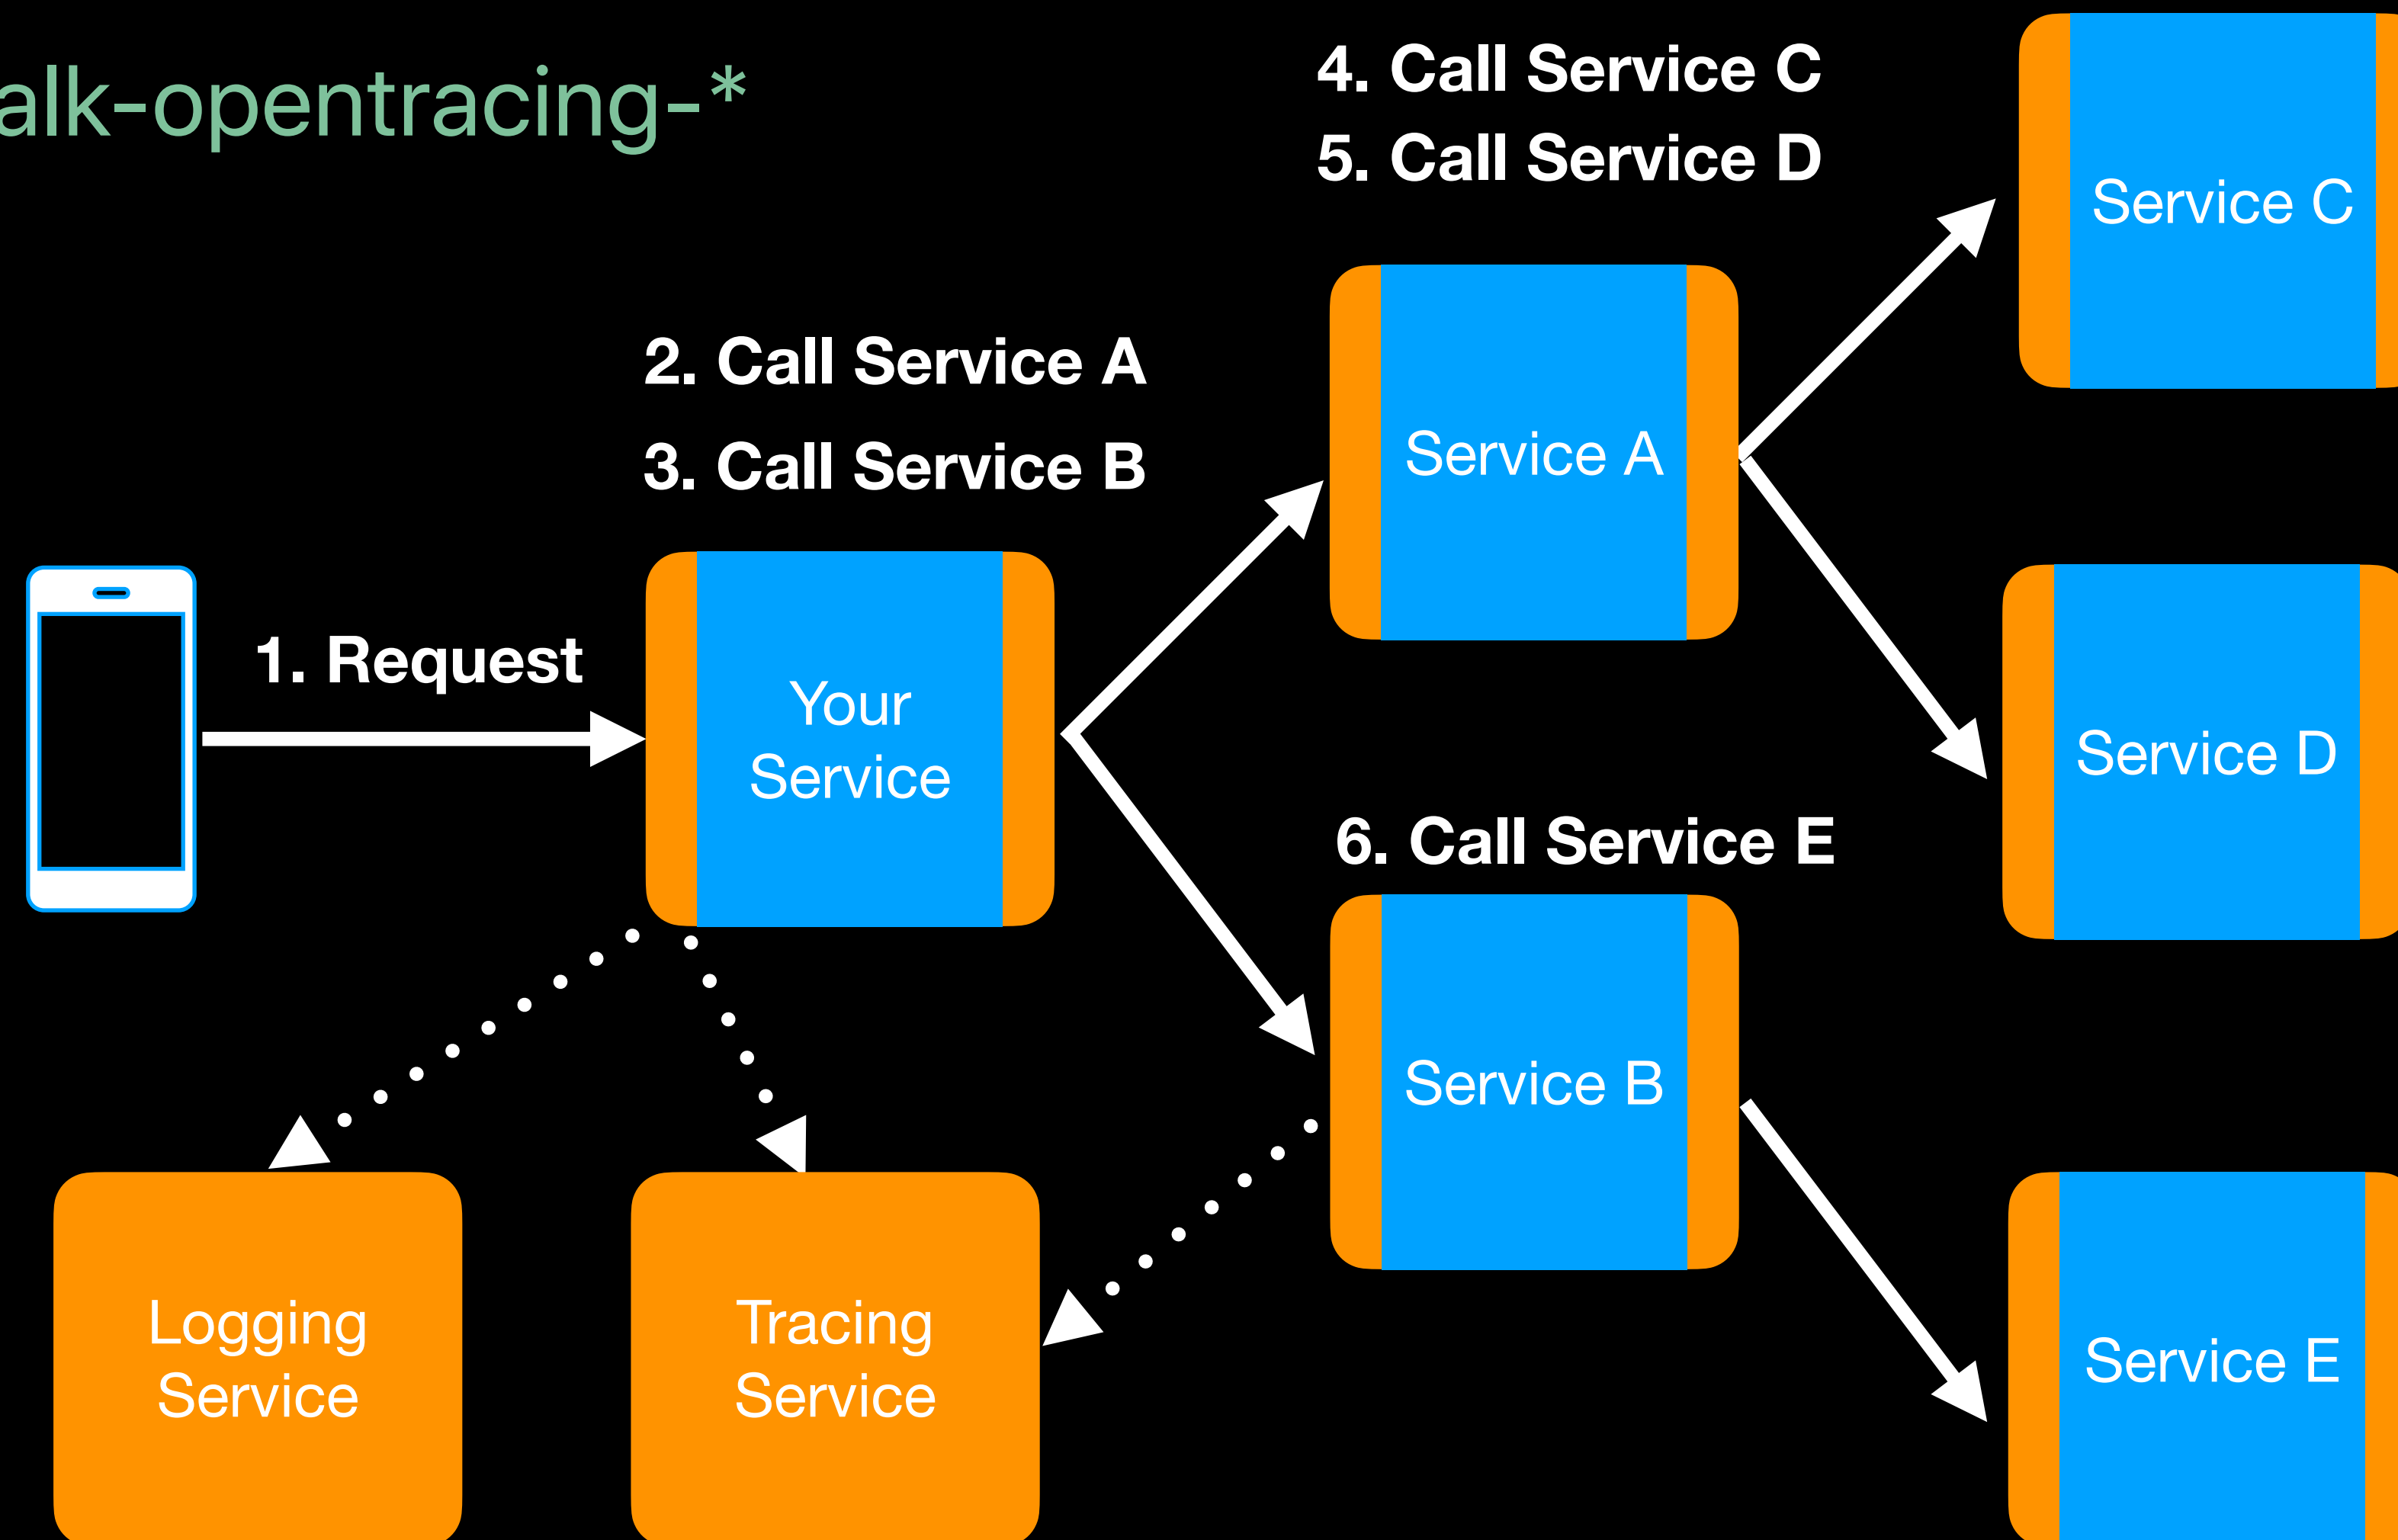 alk-opentracing-*
4. Call Service C
5. Call Service D
Service C
2. Call Service A
3. Call Service B
Service A
1. Request
Your
Service
Service D
6. Call Service E
Service B
Logging
Service
Tracing
Service
Service E